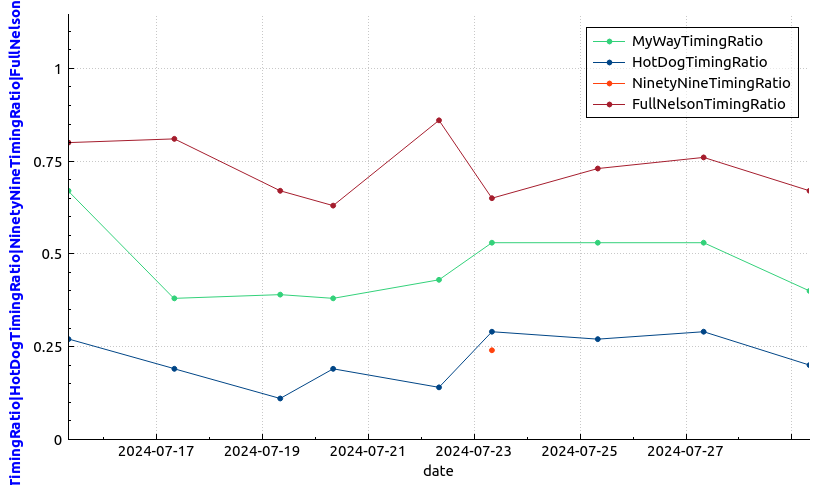 TimingRatio|HotDogTimingRatio|NinetyNineTimingRatio|FullNelson
1
0.75
0.5
0.25
0
MyWayTimingRatio
HotDogTimingRatio
NinetyNineTimingRatio
FullNelsonTimingRatio
2024-07-17 2024-07-19 2024-07-21 2024-07-23 2024-07-25 2024-07-27
date